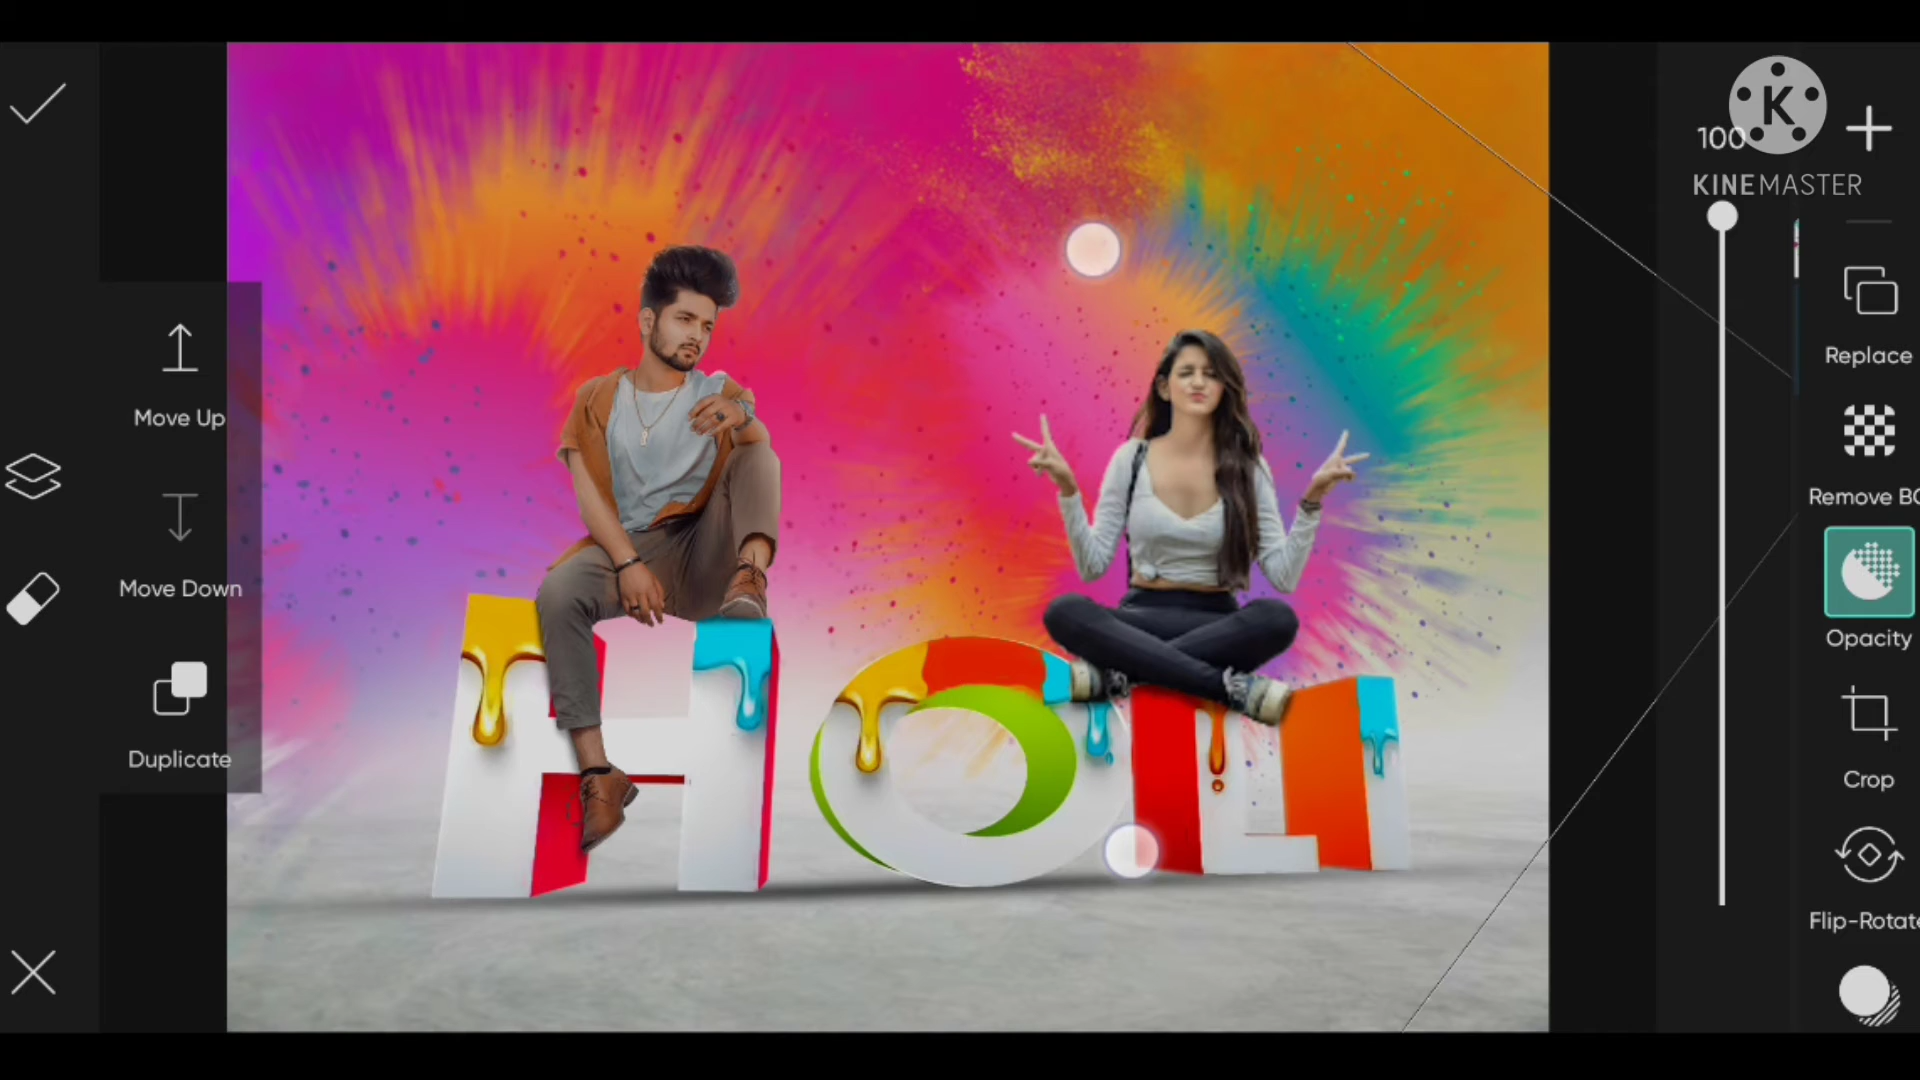 100
K
KINEMASTER
Move Up
Replace
Remove BG
Move Down
Opacity
Duplicate
Crop
Flip-Rotate
HOLI